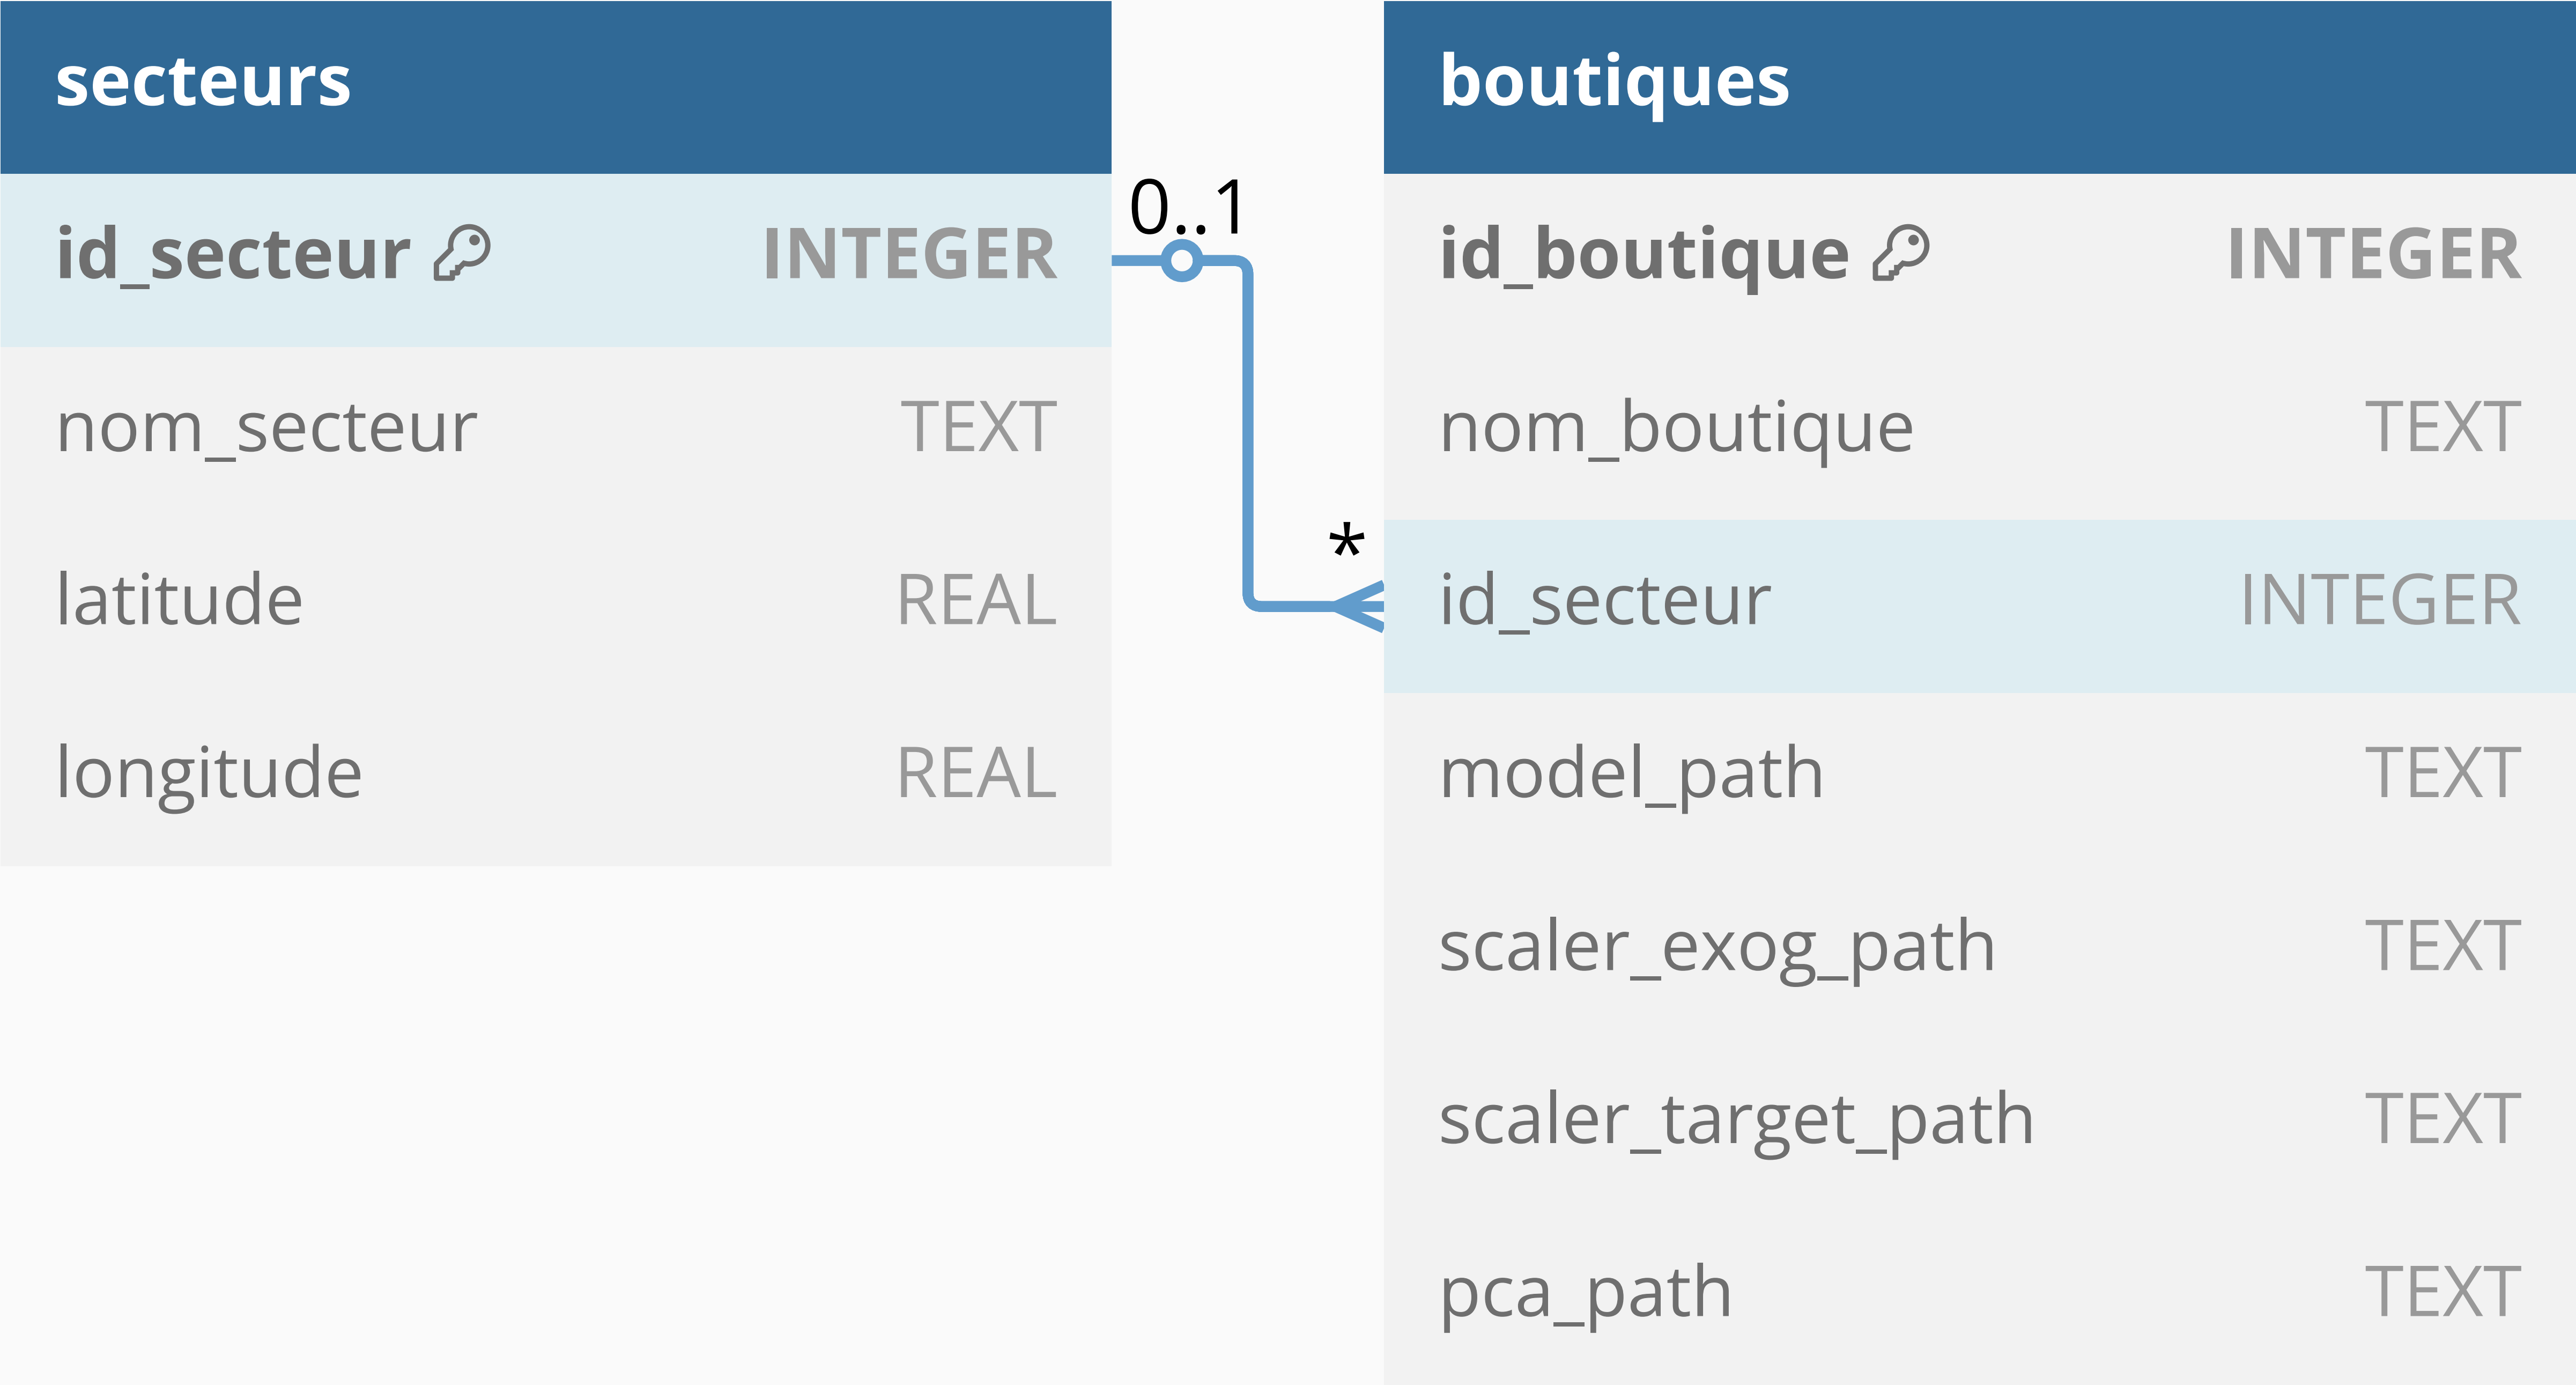 secteurs
id_secteur INTEGER
nom_secteur TEXT
latitude REAL
longitude REAL
0..1
*
boutiques
id_boutique INTEGER
nom_boutique TEXT
id_secteur INTEGER
model_path TEXT
scaler_exog_path TEXT
scaler_target_path TEXT
pca_path TEXT